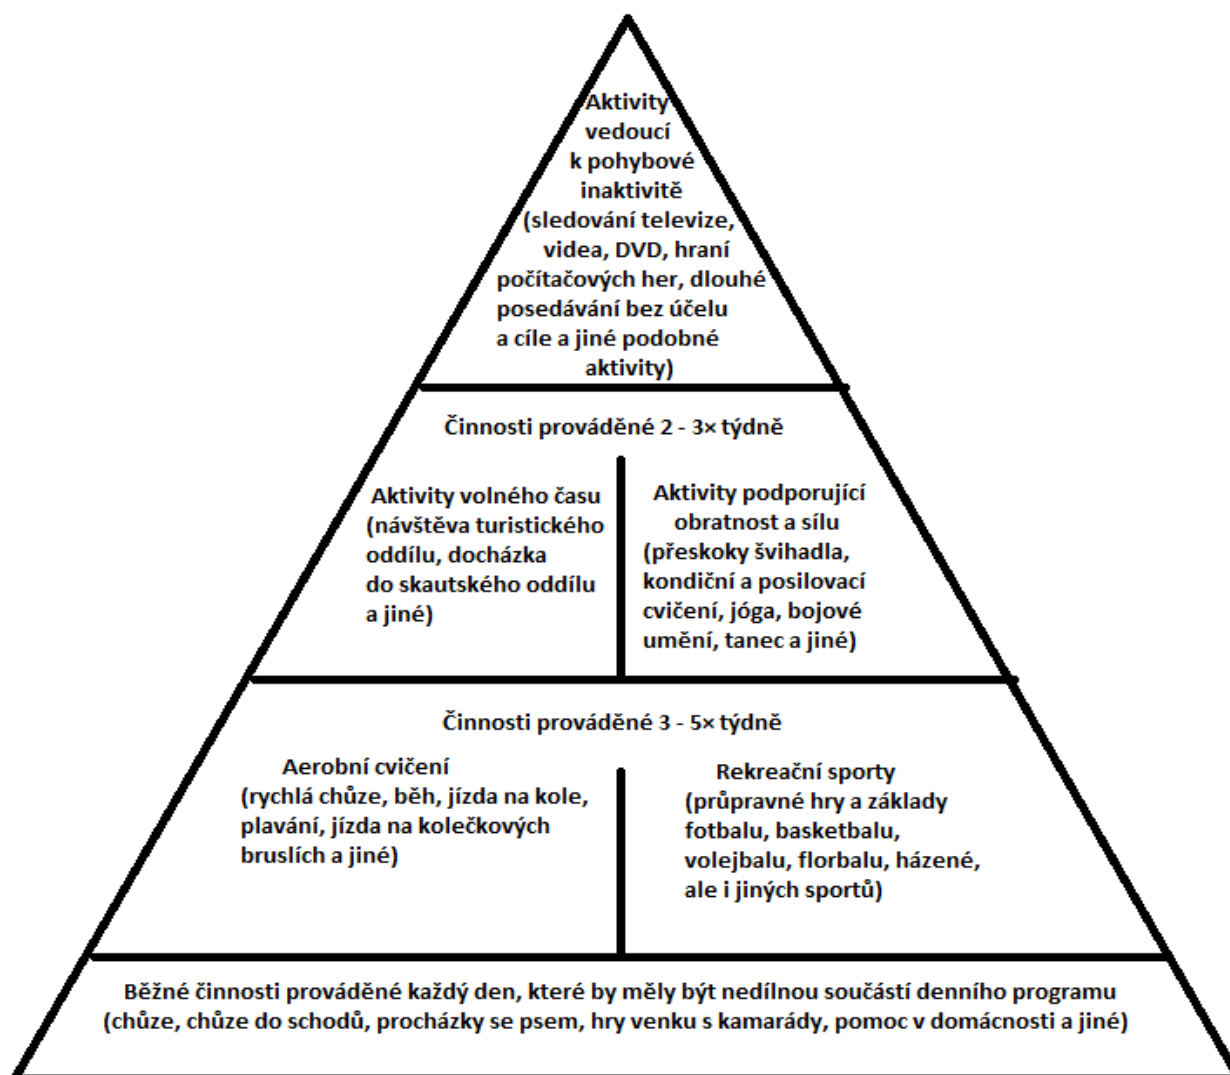 Aktivity
vedoucí
k pohybové
inaktivitě
(sledování televize,
videa, DVD, hraní
počítačových her, dlouhé
posedávání bez účelu
a cíle a jiné podobné
aktivity)
Činnosti prováděné 2 - 3× týdně
Aktivity volného času
(návštěva turistického
oddílu, docházka
do skautského oddílu
a jiné)
Aktivity podporující
obratnost a sílu
(přeskoky švihadla,
kondiční a posilovací
cvičení, jóga, bojové
umění, tanec a jiné)
Činnosti prováděné 3 - 5× týdně
Aerobní cvičení
(rychlá chůze, běh, jízda na kole,
plavání, jízda na kolečkových
bruslích a jiné)
Rekreační sporty
(průpravné hry a základy
fotbalu, basketbalu,
volejbalu, florbalu, házené,
ale i jiných sportů)
Běžné činnosti prováděné každý den, které by měly být nedílnou součástí denního programu
(chůze, chůze do schodů, procházky se psem, hry venku s kamarády, pomoc v domácnosti a jiné)